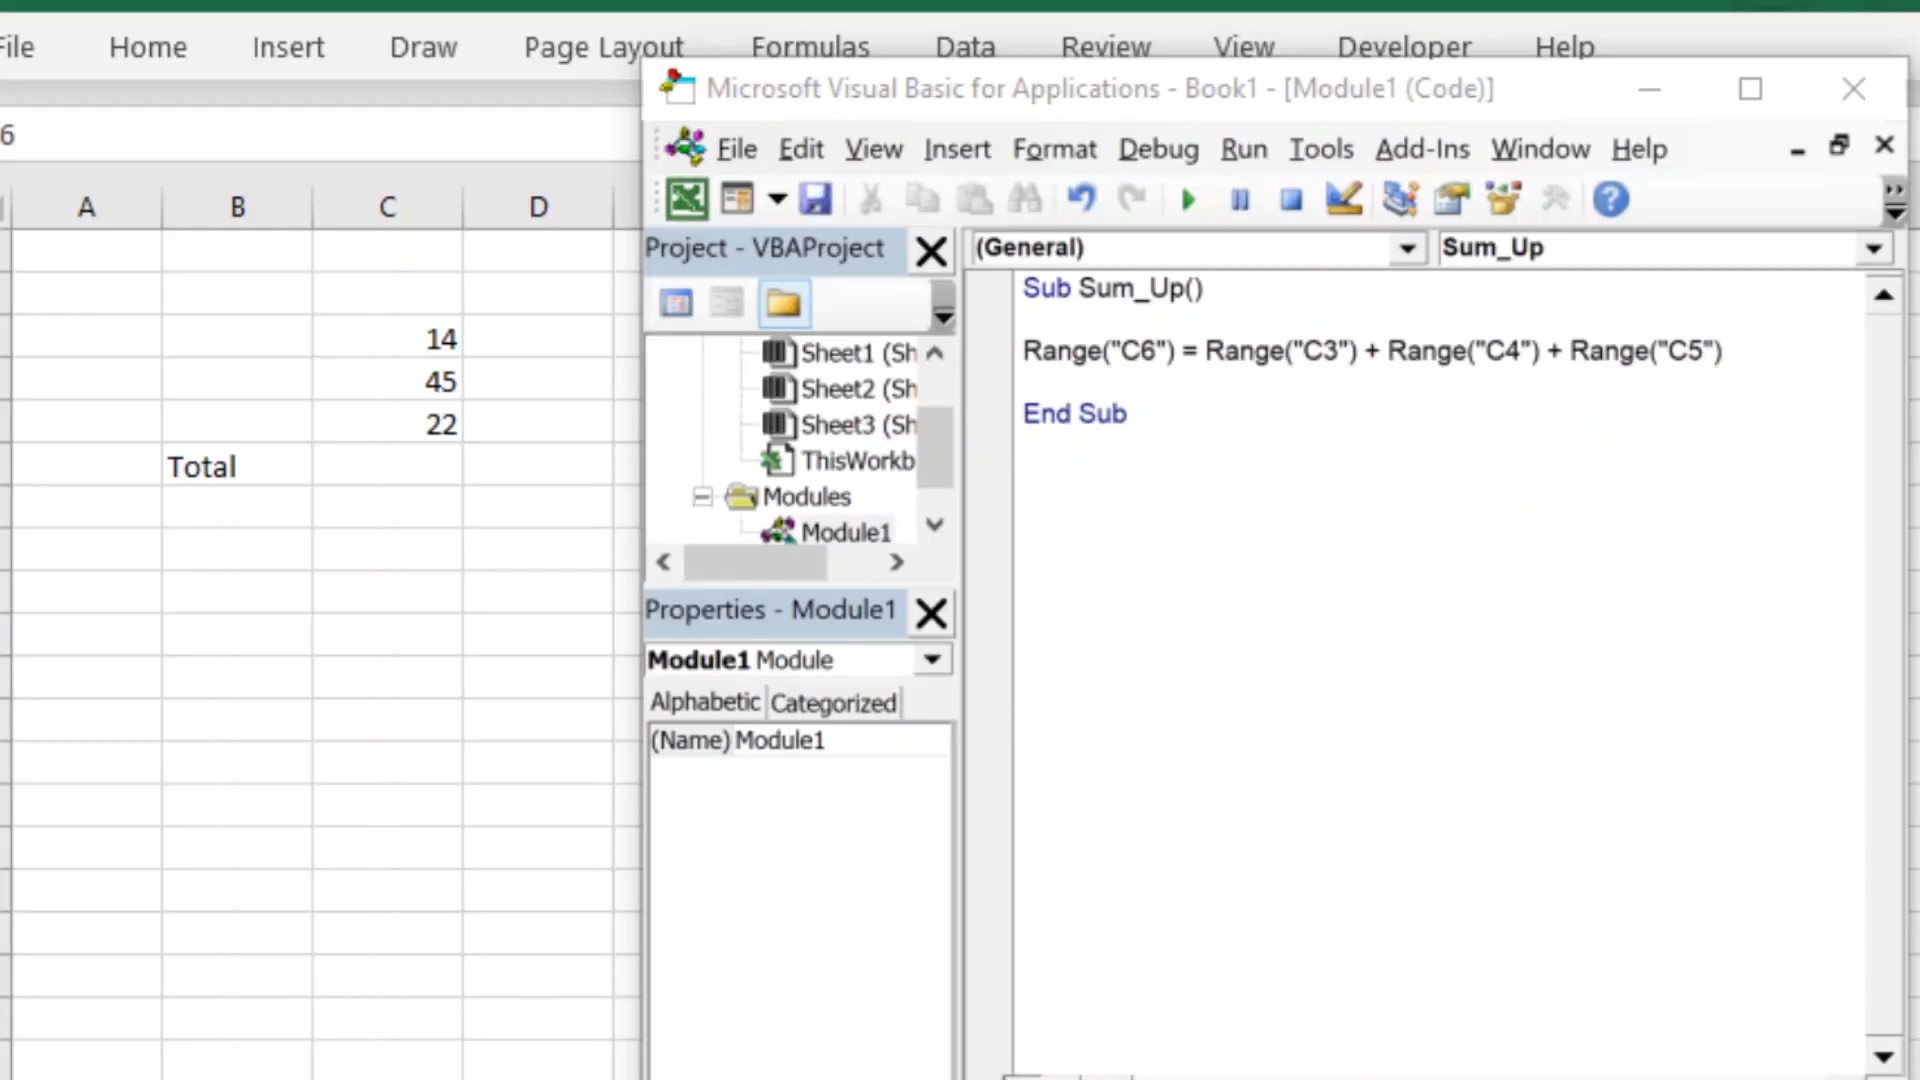 File Home Insert Draw Page Layout Formulas Data Review View Developer Help
Microsoft Visual Basic for Applications - Book1 - [Module1 (Code)]
6
File Edit View Insert Format Debug Run Tools Add-Ins Window Help
A B C D
Project - VBAProject
(General) Sum_Up
Sub Sum_Up()
Range("C6") = Range("C3") + Range("C4") + Range("C5")
End Sub
14
45
22
Total
Sheet1 (Sh
Sheet2 (Sh
Sheet3 (Sh
ThisWorkb
Modules
Module1
Properties - Module1
Module1 Module
Alphabetic Categorized
(Name) Module1